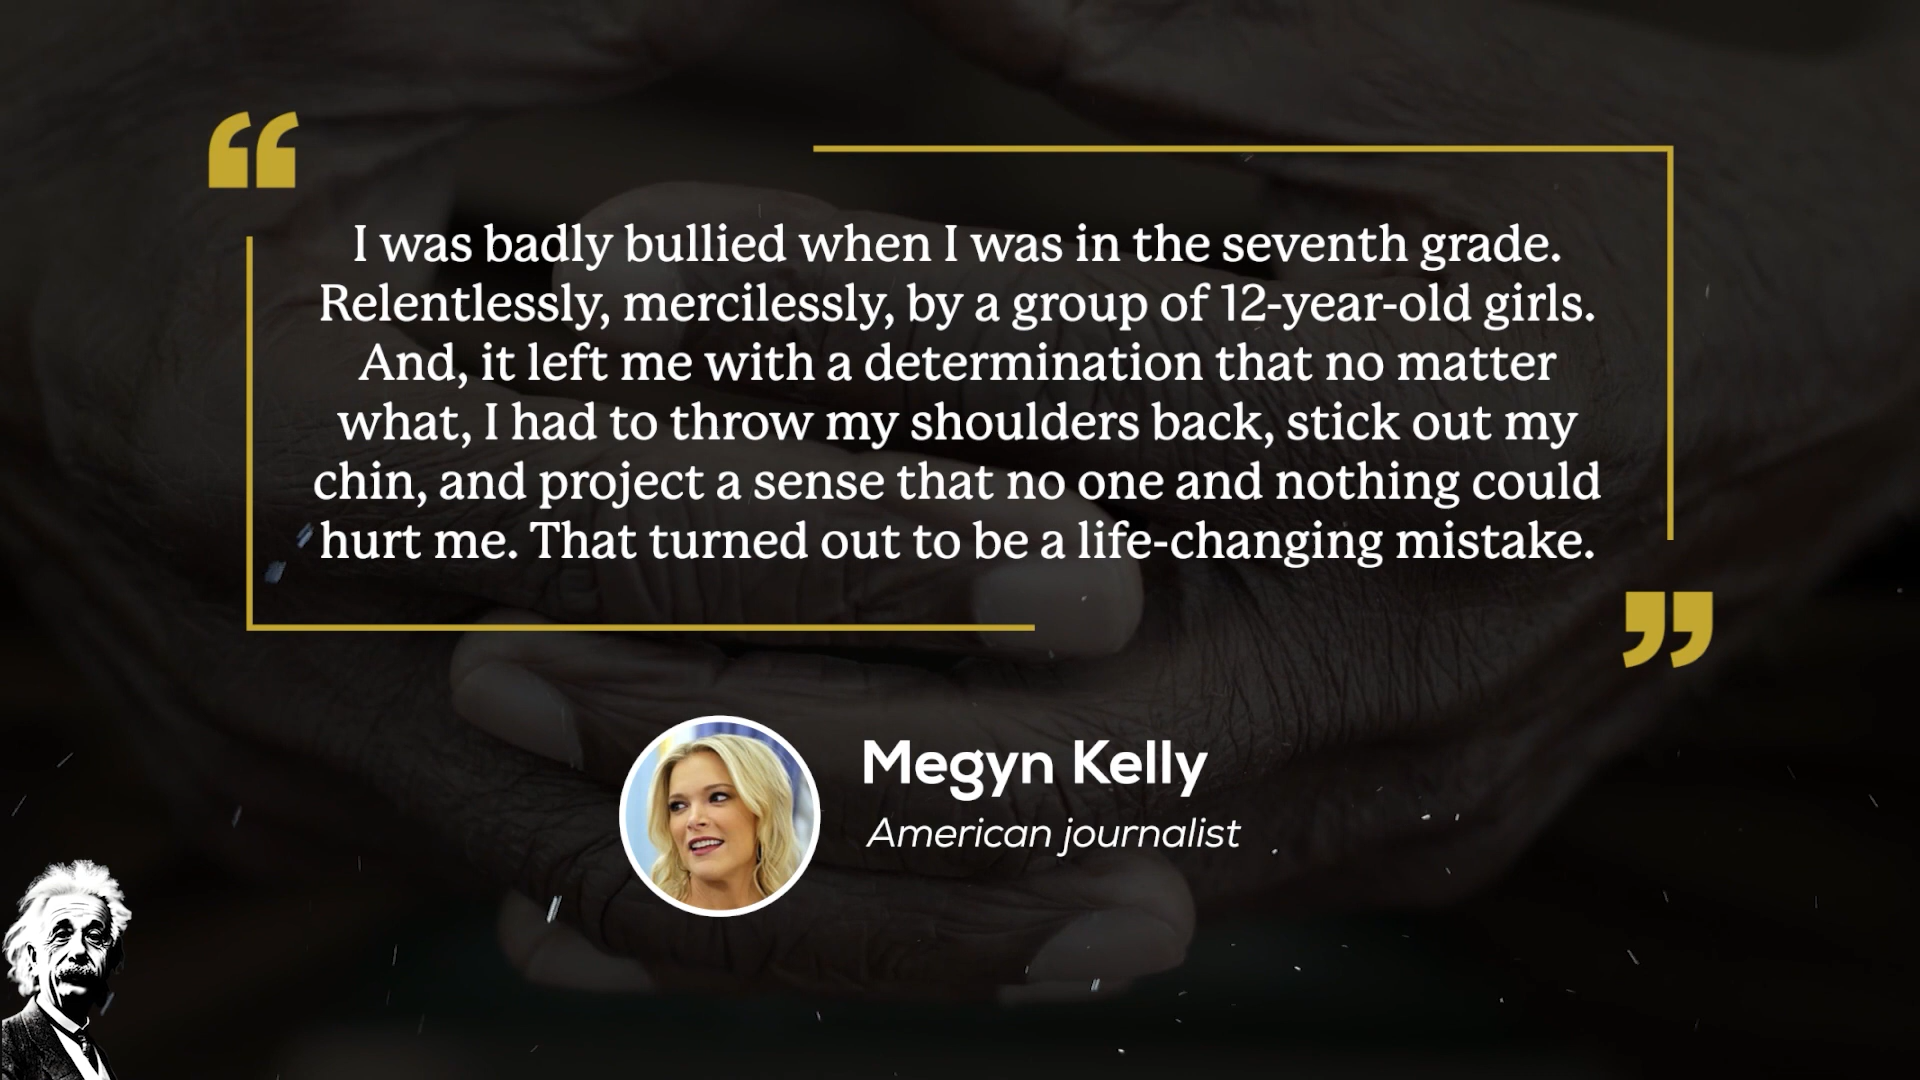 “
I was badly bullied when I was in the seventh grade.
Relentlessly, mercilessly, by a group of 12-year-old girls.
And, it left me with a determination that no matter
what, I had to throw my shoulders back, stick out my
chin, and project a sense that no one and nothing could
hurt me. That turned out to be a life-changing mistake.
”
Megyn Kelly
American journalist